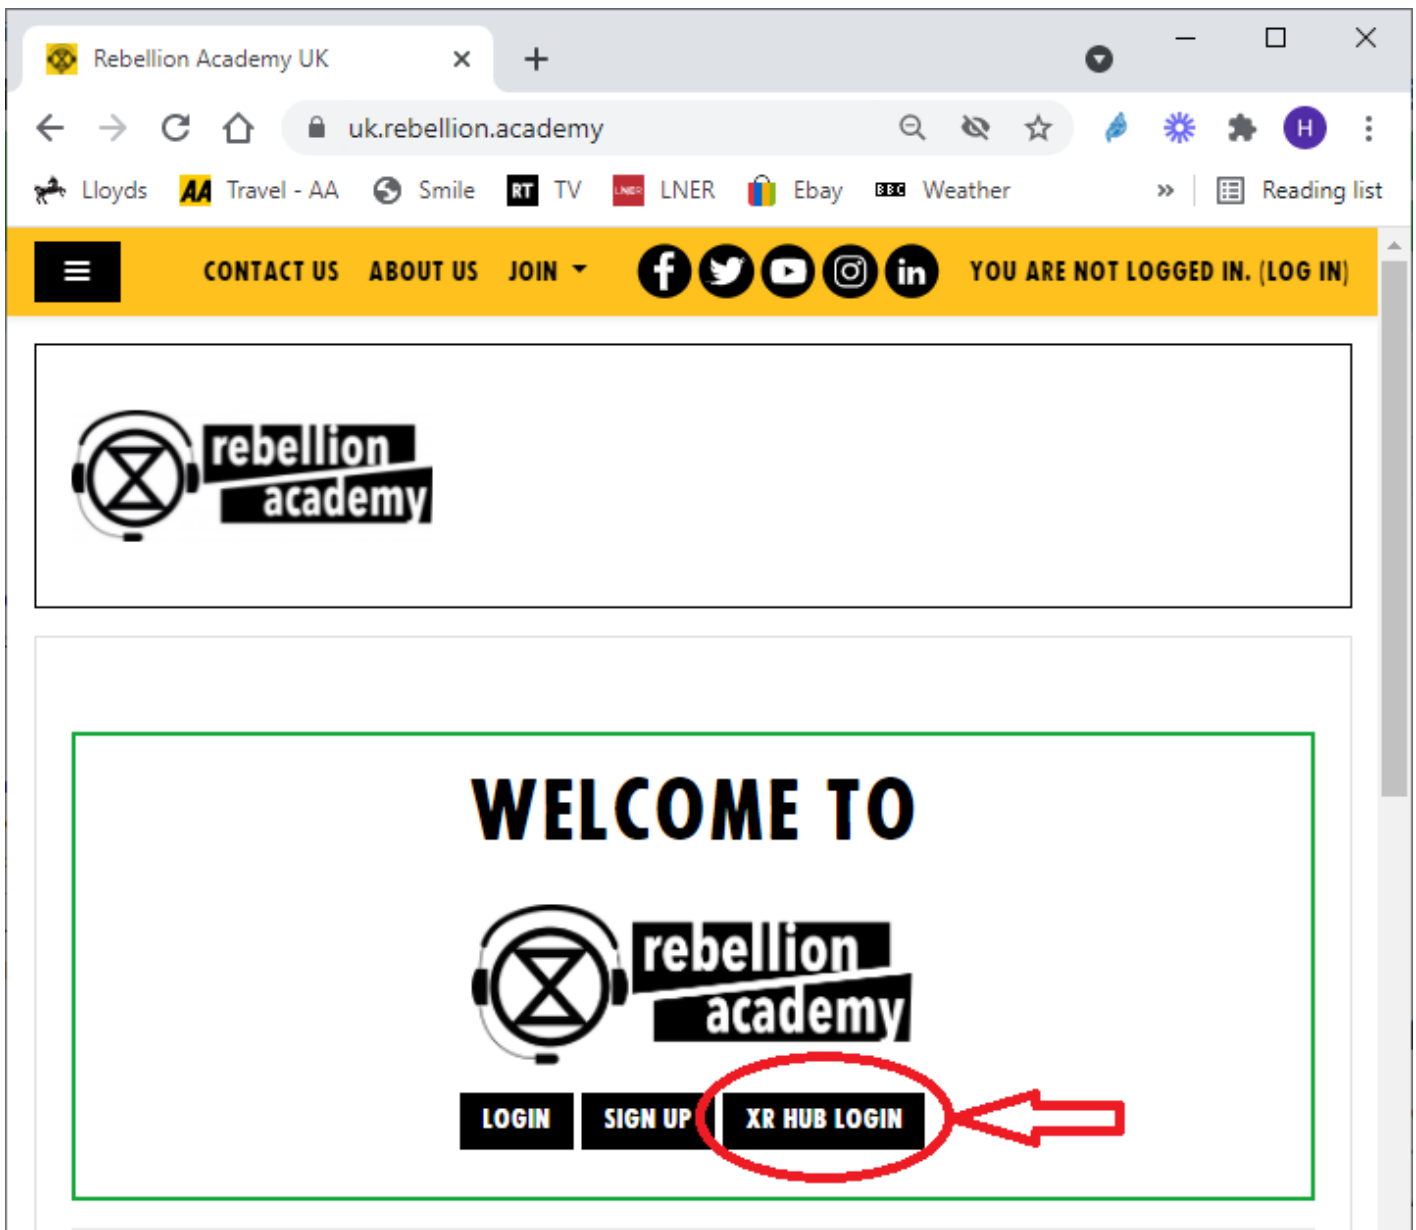 Rebellion Academy UK
uk.rebellion.academy
H
Lloyds AA Travel - AA Smile RT TV LNER LNER Ebay BBC Weather » Reading list
CONTACT US ABOUT US JOIN YOU ARE NOT LOGGED IN. (LOG IN)
rebellion
academy
WELCOME TO
rebellion
academy
LOGIN SIGN UP XR HUB LOGIN